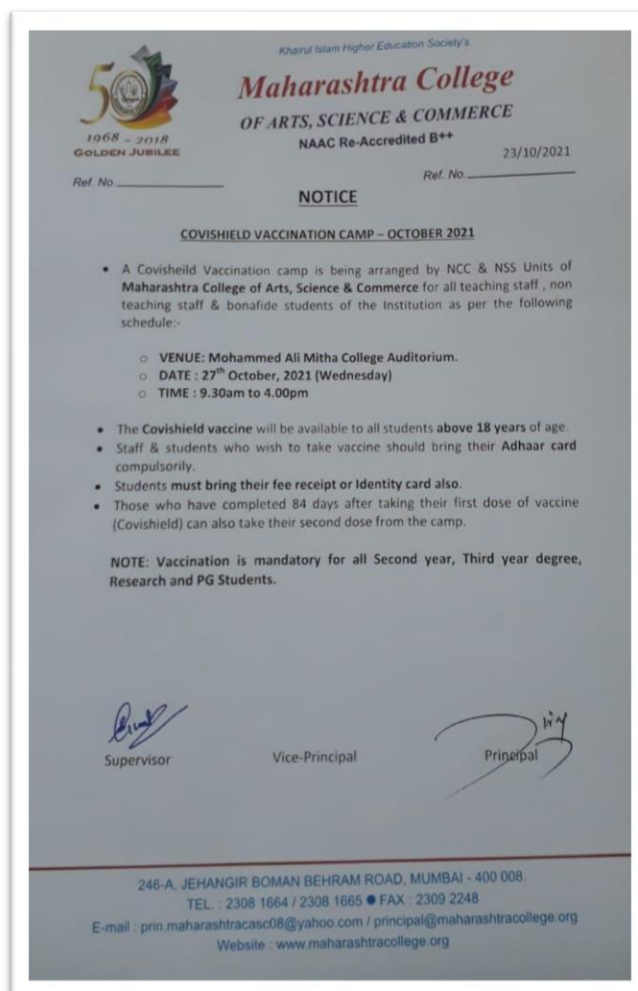 Khairul Islam Higher Education Society's
50
1968 - 2018
GOLDEN JUBILEE
Maharashtra College
OF ARTS, SCIENCE & COMMERCE
NAAC Re-Accredited B++
23/10/2021
Ref. No.
Ref. No.
NOTICE
COVISHIELD VACCINATION CAMP – OCTOBER 2021
• A Covisheild Vaccination camp is being arranged by NCC & NSS Units of
Maharashtra College of Arts, Science & Commerce for all teaching staff , non
teaching staff & bonafide students of the Institution as per the following
schedule:-
○ VENUE: Mohammed Ali Mitha College Auditorium.
○ DATE : 27th October, 2021 (Wednesday)
○ TIME : 9.30am to 4.00pm
• The Covishield vaccine will be available to all students above 18 years of age.
• Staff & students who wish to take vaccine should bring their Adhaar card
compulsorily.
• Students must bring their fee receipt or Identity card also.
• Those who have completed 84 days after taking their first dose of vaccine
(Covishield) can also take their second dose from the camp.
NOTE: Vaccination is mandatory for all Second year, Third year degree,
Research and PG Students.
Supervisor
Vice-Principal
Principal
246-A, JEHANGIR BOMAN BEHRAM ROAD, MUMBAI - 400 008.
TEL. : 2308 1664 / 2308 1665 ● FAX : 2309 2248
E-mail : prin.maharashtracasc08@yahoo.com / principal@maharashtracollege.org
Website : www.maharashtracollege.org